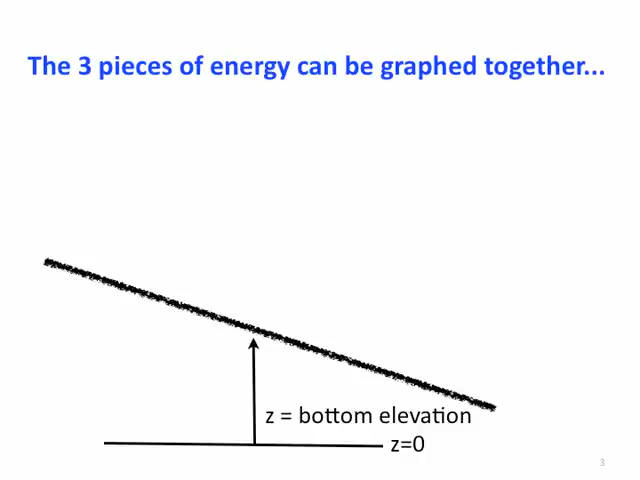 The 3 pieces of energy can be graphed together...
z = bottom elevation
z=0
3